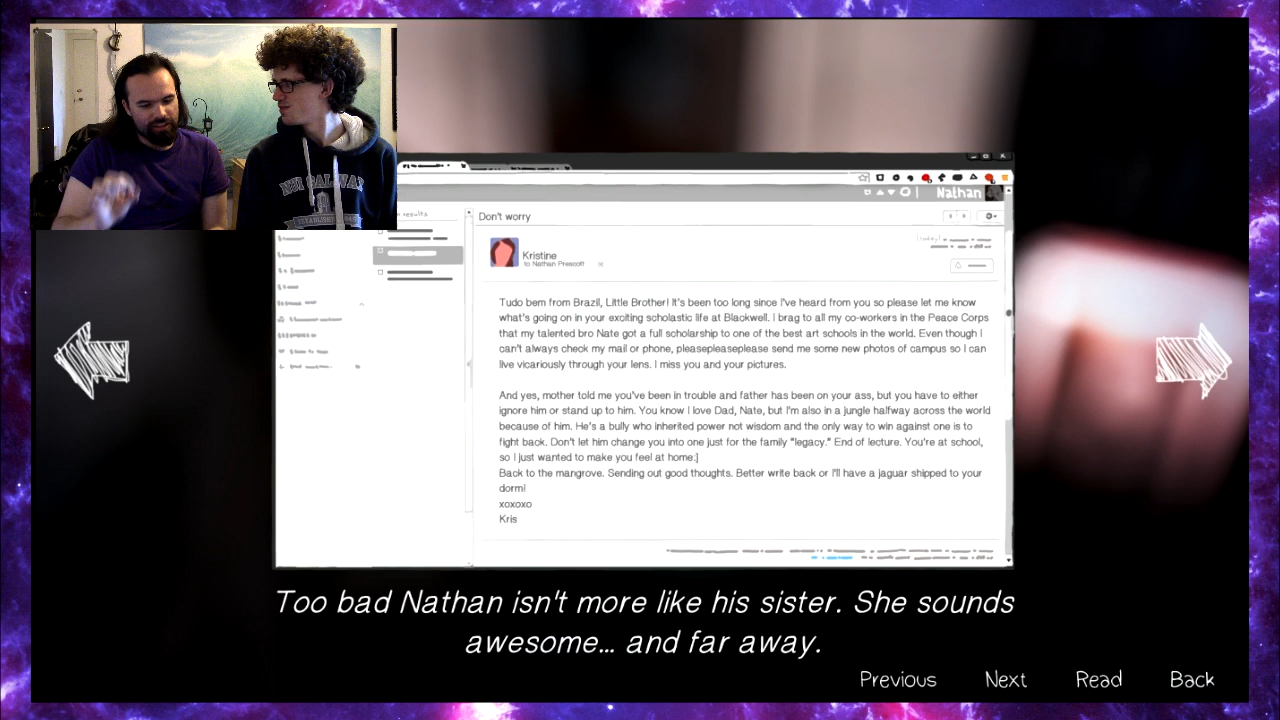 NUI GALWAY
Nathan
Don't worry
Kristine
to Nathan Prescott
Tudo bem from Brazil, Little Brother! It's been too long since I've heard from you so please let me know
what's going on in your exciting scholastic life at Blackwell. I brag to all my co-workers in the Peace Corps
that my talented bro Nate got a full scholarship to one of the best art schools in the world. Even though I
can't always check my mail or phone, pleasepleaseplease send me some new photos of campus so I can
live vicariously through your lens. I miss you and your pictures.
And yes, mother told me you've been in trouble and father has been on your ass, but you have to either
ignore him or stand up to him. You know I love Dad, Nate, but I'm also in a jungle halfway across the world
because of him. He's a bully who inherited power not wisdom and the only way to win against one is to
fight back. Don't let him change you into one just for the family "legacy." End of lecture. You're at school,
so I just wanted to make you feel at home:]
Back to the mangrove. Sending out good thoughts. Better write back or I'll have a jaguar shipped to your
dorm!
xoxoxo
Kris
Too bad Nathan isn't more like his sister. She sounds
awesome... and far away.
Previous Next Read Back